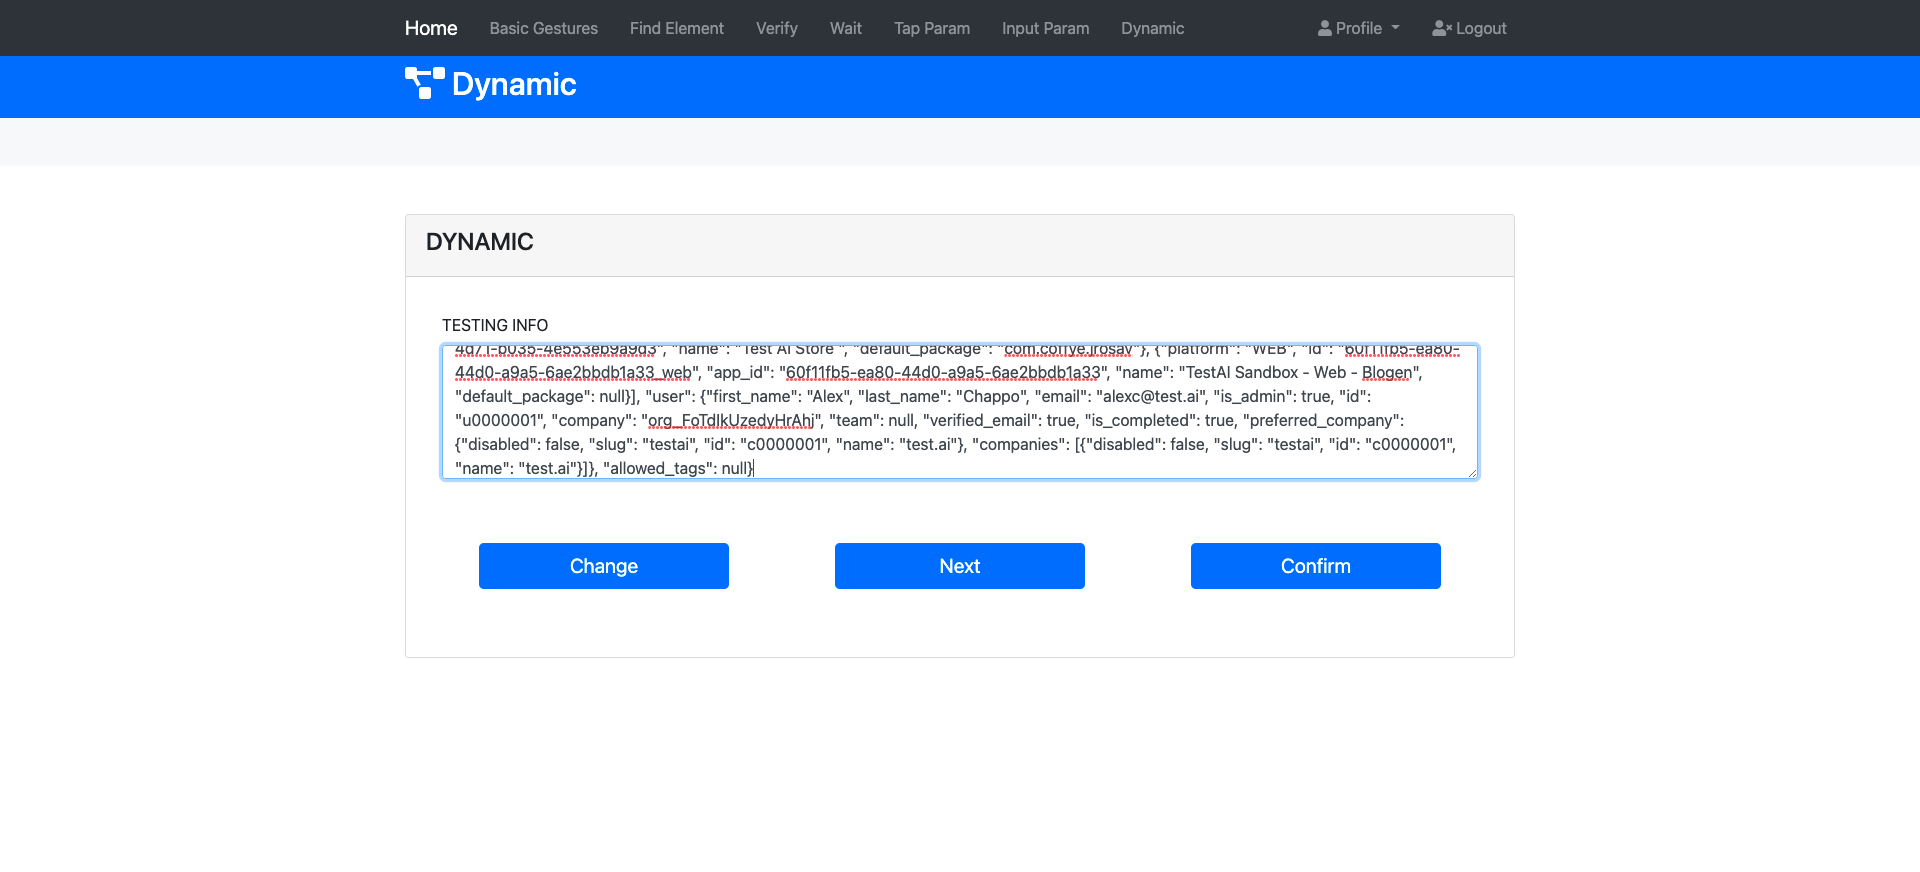 Home Basic Gestures Find Element Verify Wait Tap Param Input Param Dynamic Profile Logout
Dynamic
DYNAMIC
TESTING INFO
4d71-b035-4e553eb9a9d3", "name": "Test AI Store ", "default_package": "com.coffye.jrosav"}, {"platform": "WEB", "id": "60f11fb5-ea80-
44d0-a9a5-6ae2bbdb1a33_web", "app_id": "60f11fb5-ea80-44d0-a9a5-6ae2bbdb1a33", "name": "TestAI Sandbox - Web - Blogen",
"default_package": null}], "user": {"first_name": "Alex", "last_name": "Chappo", "email": "alexc@test.ai", "is_admin": true, "id":
"u0000001", "company": "org_FoTdIkUzedyHrAhj", "team": null, "verified_email": true, "is_completed": true, "preferred_company":
{"disabled": false, "slug": "testai", "id": "c0000001", "name": "test.ai"}, "companies": [{"disabled": false, "slug": "testai", "id": "c0000001",
"name": "test.ai"}]}, "allowed_tags": null}
Change Next Confirm